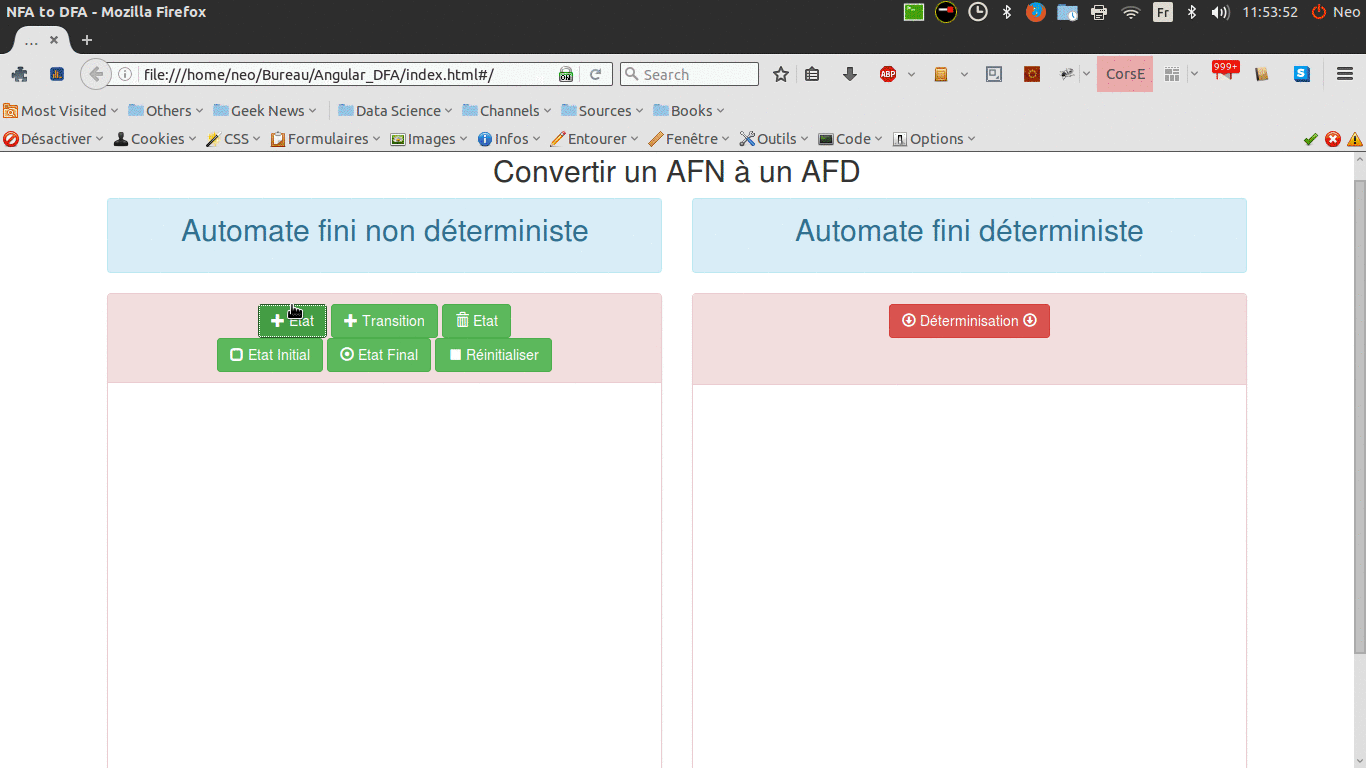 NFA to DFA - Mozilla Firefox
Fr
11:53:52
Neo
...
file:///home/neo/Bureau/Angular_DFA/index.html#/
ON
Search
ABP
CorsE
999+
S
Most Visited
Others
Geek News
Data Science
Channels
Sources
Books
Désactiver
Cookies
CSS
Formulaires
Images
Infos
Entourer
Fenêtre
Outils
Code
Options
Convertir un AFN à un AFD
Automate fini non déterministe
Automate fini déterministe
Etat
Transition
Etat
Déterminisation
Etat Initial
Etat Final
Réinitialiser